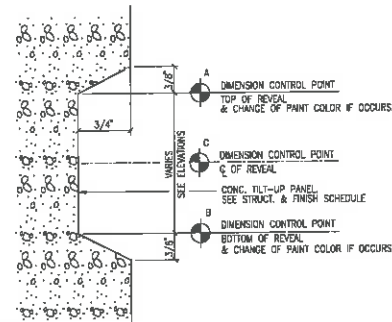 A
DIMENSION CONTROL POINT
TOP OF REVEAL
& CHANGE OF PAINT COLOR IF OCCURS
3/8"
3/4"
VARIES
SEE ELEVATIONS
C
DIMENSION CONTROL POINT
℄ OF REVEAL
CONC. TILT-UP PANEL
SEE STRUCT. & FINISH SCHEDULE
B
DIMENSION CONTROL POINT
BOTTOM OF REVEAL
& CHANGE OF PAINT COLOR IF OCCURS
3/8"